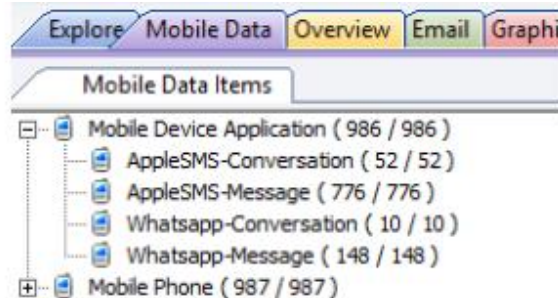 Explore Mobile Data Overview Email Graphi
Mobile Data Items
Mobile Device Application ( 986 / 986 )
AppleSMS-Conversation ( 52 / 52 )
AppleSMS-Message ( 776 / 776 )
Whatsapp-Conversation ( 10 / 10 )
Whatsapp-Message ( 148 / 148 )
Mobile Phone ( 987 / 987 )